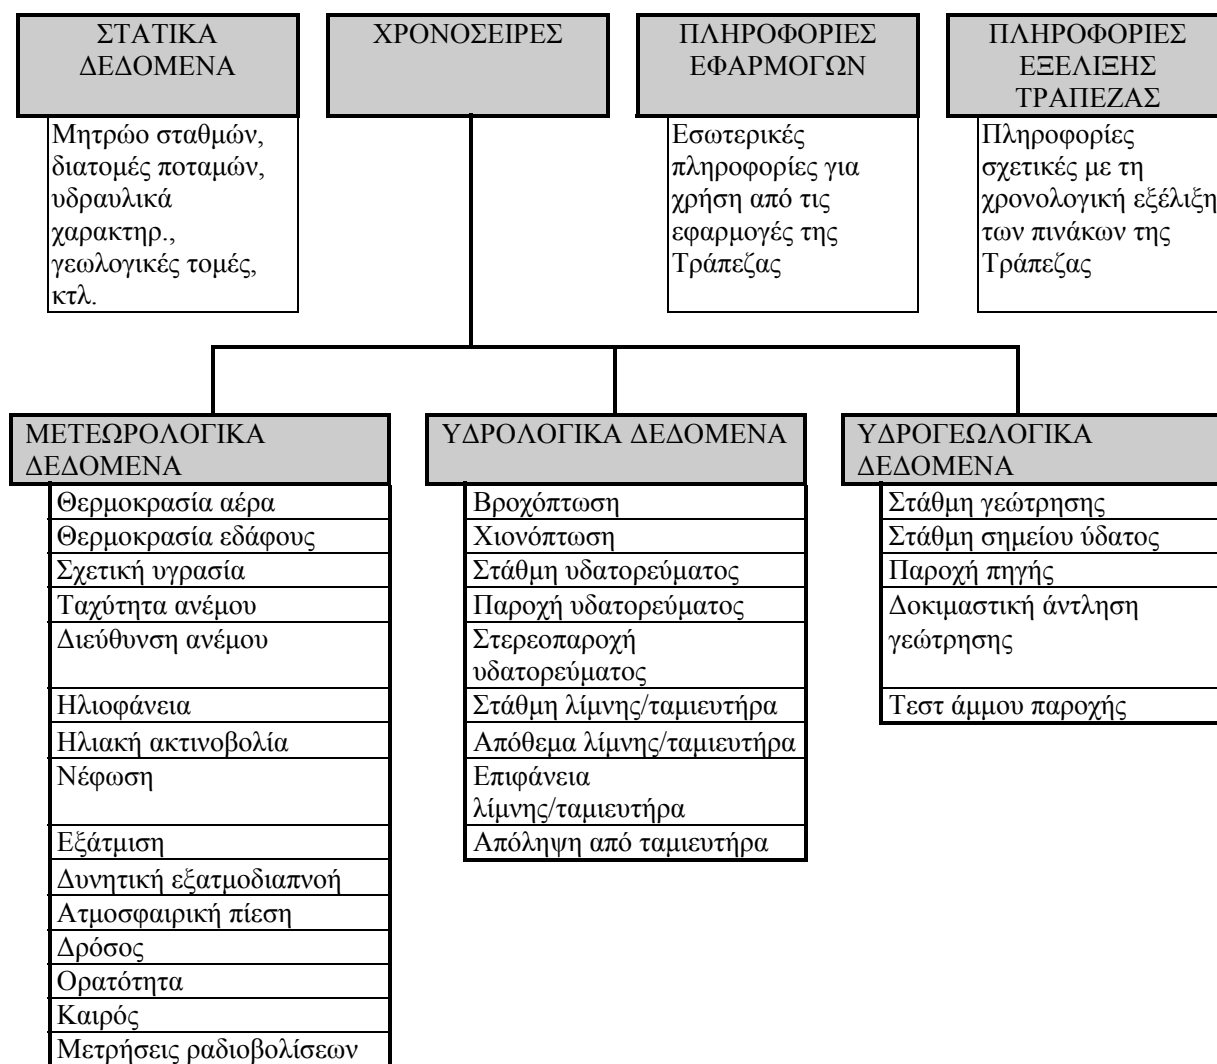 ΣΤΑΤΙΚΑ
ΔΕΔΟΜΕΝΑ
Μητρώο σταθμών,
διατομές ποταμών,
υδραυλικά
χαρακτηρ.,
γεωλογικές τομές,
κτλ.
ΧΡΟΝΟΣΕΙΡΕΣ
ΠΛΗΡΟΦΟΡΙΕΣ
ΕΦΑΡΜΟΓΩΝ
Εσωτερικές
πληροφορίες για
χρήση από τις
εφαρμογές της
Τράπεζας
ΠΛΗΡΟΦΟΡΙΕΣ
ΕΞΕΛΙΞΗΣ
ΤΡΑΠΕΖΑΣ
Πληροφορίες
σχετικές με τη
χρονολογική εξέλιξη
των πινάκων της
Τράπεζας
ΜΕΤΕΩΡΟΛΟΓΙΚΑ
ΔΕΔΟΜΕΝΑ
Θερμοκρασία αέρα
Θερμοκρασία εδάφους
Σχετική υγρασία
Ταχύτητα ανέμου
Διεύθυνση ανέμου
Ηλιοφάνεια
Ηλιακή ακτινοβολία
Νέφωση
Εξάτμιση
Δυνητική εξατμοδιαπνοή
Ατμοσφαιρική πίεση
Δρόσος
Ορατότητα
Καιρός
Μετρήσεις ραδιοβολίσεων
ΥΔΡΟΛΟΓΙΚΑ ΔΕΔΟΜΕΝΑ
Βροχόπτωση
Χιονόπτωση
Στάθμη υδατορεύματος
Παροχή υδατορεύματος
Στερεοπαροχή
υδατορεύματος
Στάθμη λίμνης/ταμιευτήρα
Απόθεμα λίμνης/ταμιευτήρα
Επιφάνεια
λίμνης/ταμιευτήρα
Απόληψη από ταμιευτήρα
ΥΔΡΟΓΕΩΛΟΓΙΚΑ
ΔΕΔΟΜΕΝΑ
Στάθμη γεώτρησης
Στάθμη σημείου ύδατος
Παροχή πηγής
Δοκιμαστική άντληση
γεώτρησης
Τεστ άμμου παροχής